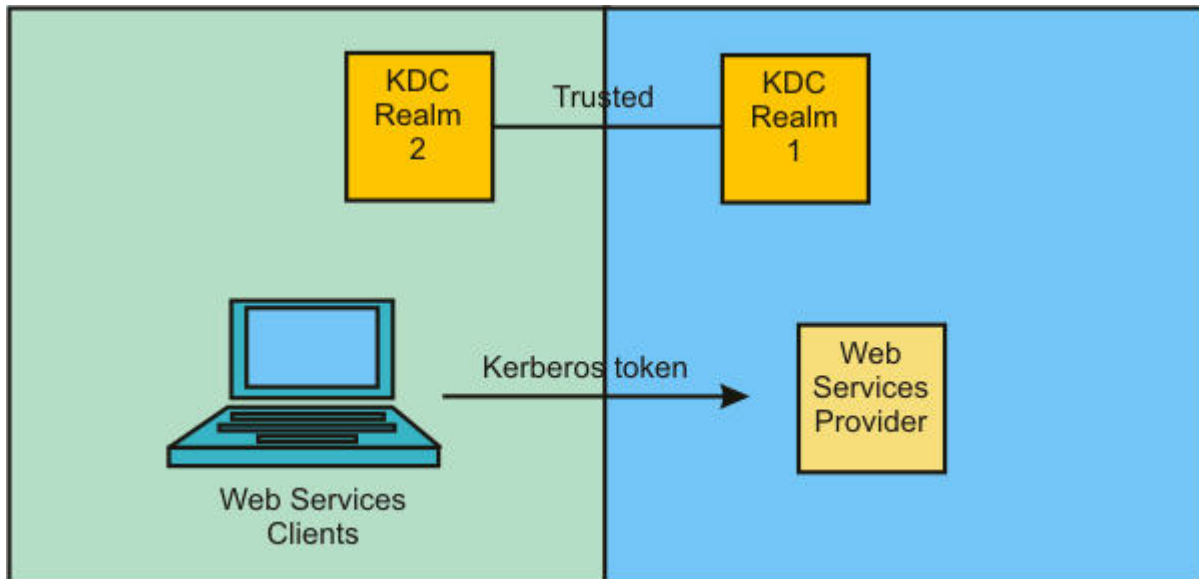 KDC
Realm
2
Trusted
KDC
Realm
1
Kerberos token
Web
Services
Provider
Web Services
Clients